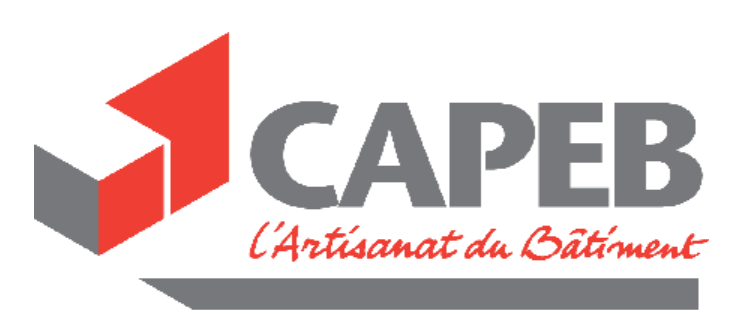 CAPEB
L'Artisanat du Bâtiment